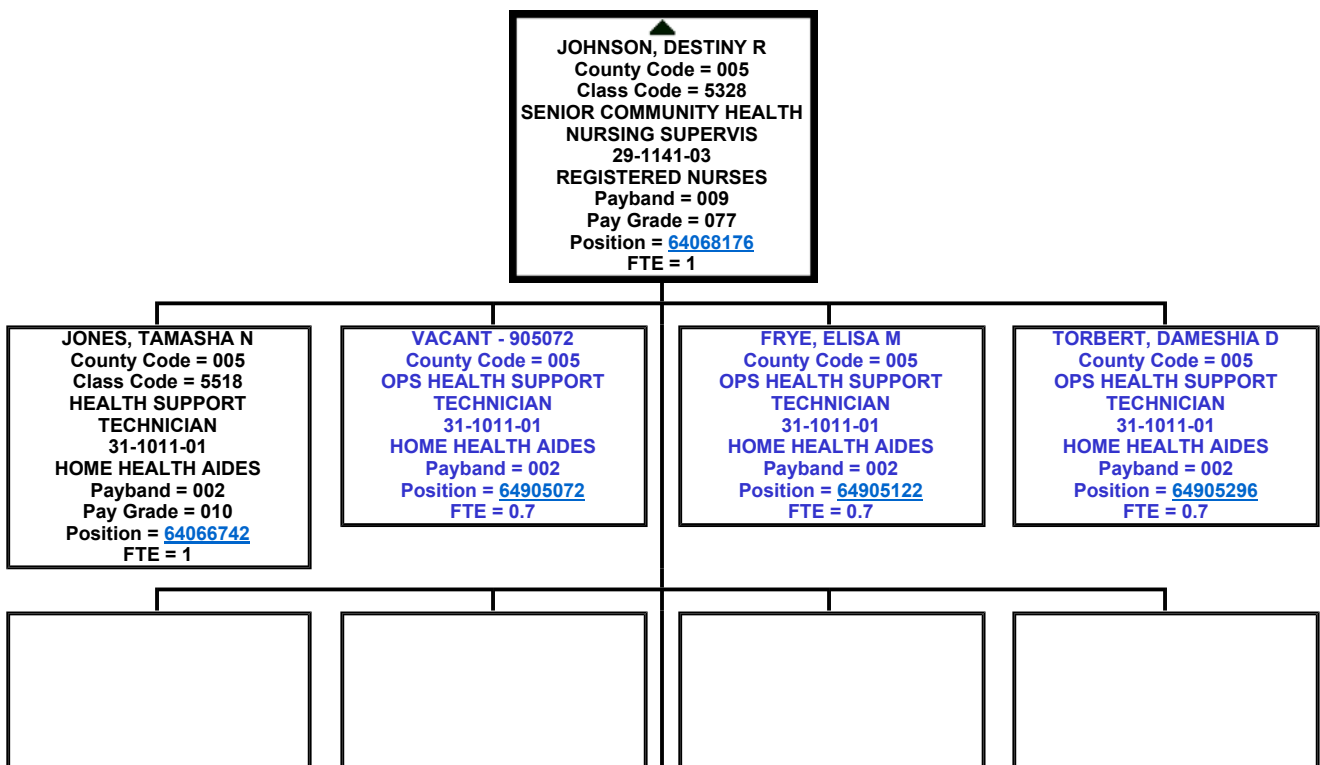 JOHNSON, DESTINY R
County Code = 005
Class Code = 5328
SENIOR COMMUNITY HEALTH
NURSING SUPERVIS
29-1141-03
REGISTERED NURSES
Payband = 009
Pay Grade = 077
Position = 64068176
FTE = 1
JONES, TAMASHA N
County Code = 005
Class Code = 5518
HEALTH SUPPORT
TECHNICIAN
31-1011-01
HOME HEALTH AIDES
Payband = 002
Pay Grade = 010
Position = 64066742
FTE = 1
VACANT - 905072
County Code = 005
OPS HEALTH SUPPORT
TECHNICIAN
31-1011-01
HOME HEALTH AIDES
Payband = 002
Position = 64905072
FTE = 0.7
FRYE, ELISA M
County Code = 005
OPS HEALTH SUPPORT
TECHNICIAN
31-1011-01
HOME HEALTH AIDES
Payband = 002
Position = 64905122
FTE = 0.7
TORBERT, DAMESHIA D
County Code = 005
OPS HEALTH SUPPORT
TECHNICIAN
31-1011-01
HOME HEALTH AIDES
Payband = 002
Position = 64905296
FTE = 0.7